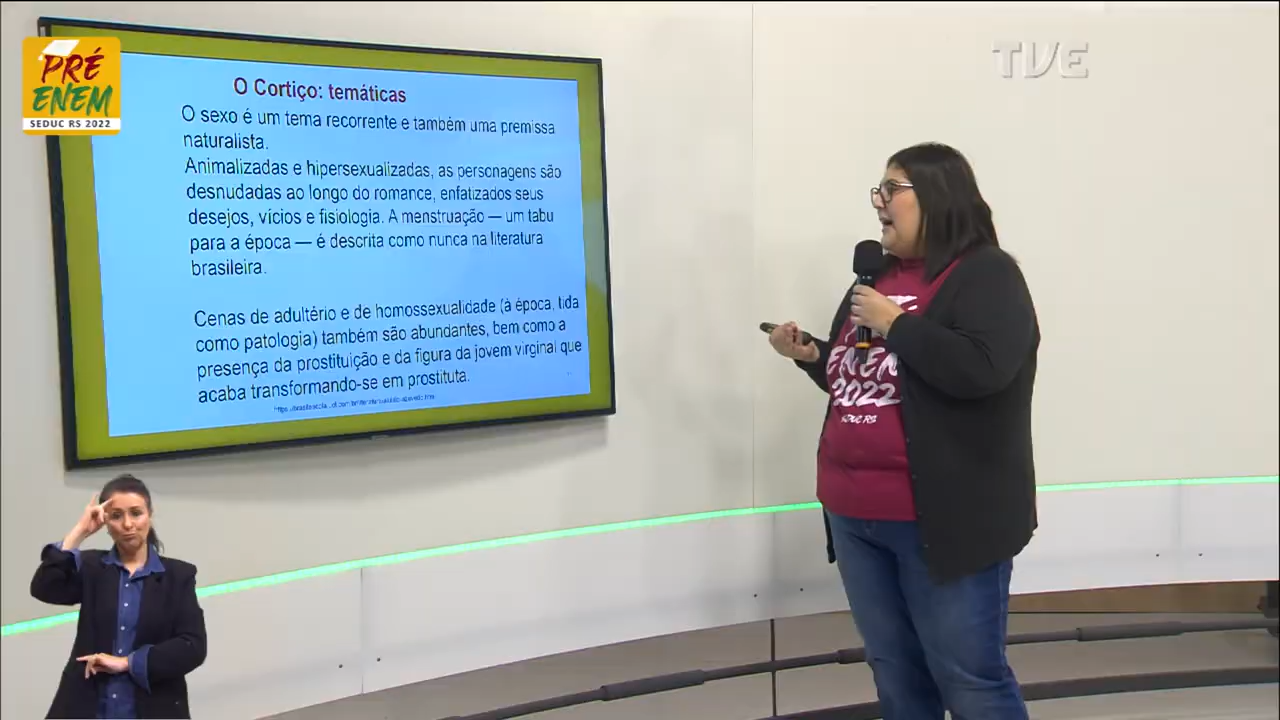 PRÉ
ENEM
SEDUC RS 2022
TVE
O Cortiço: temáticas
O sexo é um tema recorrente e também uma premissa
naturalista.
Animalizadas e hipersexualizadas, as personagens são
desnudadas ao longo do romance, enfatizados seus
desejos, vícios e fisiologia. A menstruação — um tabu
para a época — é descrita como nunca na literatura
brasileira.
Cenas de adultério e de homossexualidade (à época, tida
como patologia) também são abundantes, bem como a
presença da prostituição e da figura da jovem virginal que
acaba transformando-se em prostituta.
ENEM
2022
SEDUC RS